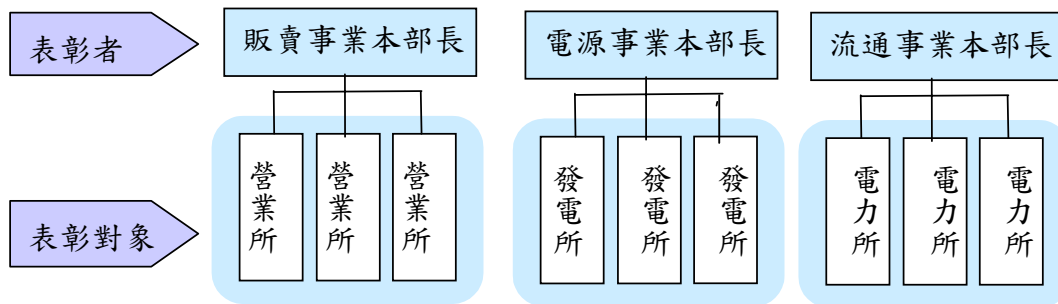 表彰者
販賣事業本部長
電源事業本部長
流通事業本部長
表彰對象
營業所
營業所
營業所
發電所
發電所
發電所
電力所
電力所
電力所